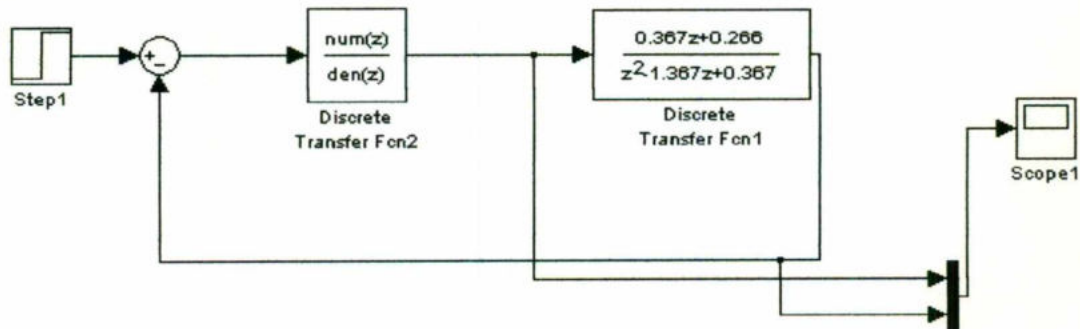 Step1
+
−
num(z)
den(z)
Discrete
Transfer Fcn2
0.367z+0.266
z²-1.367z+0.367
Discrete
Transfer Fcn1
Scope1